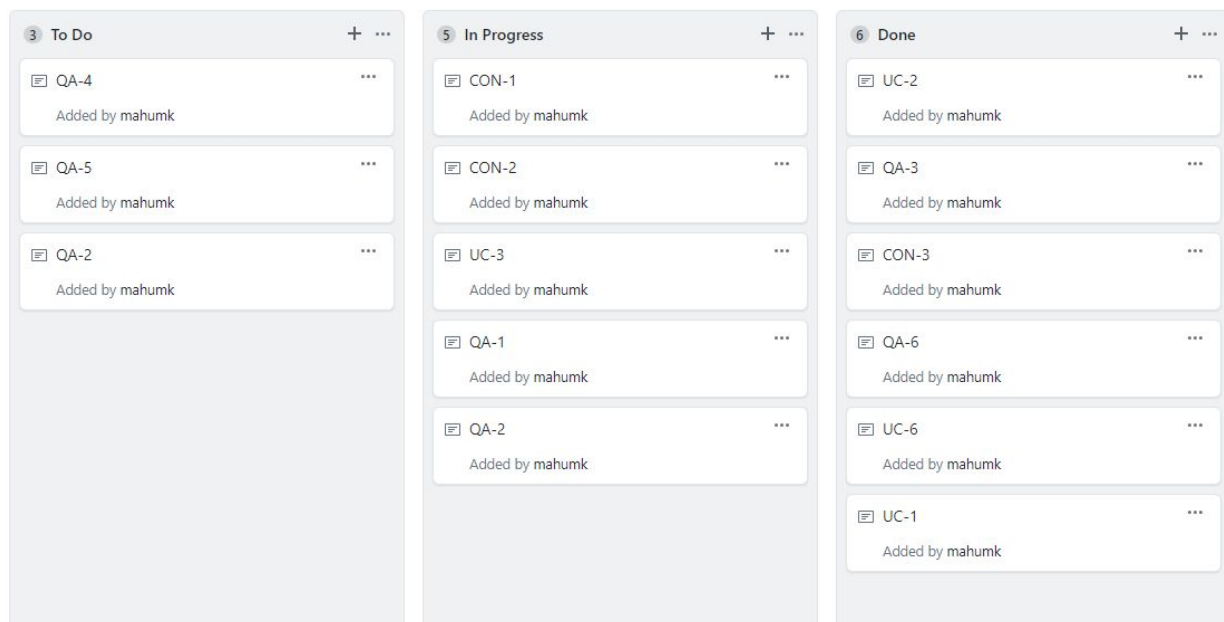 3 To Do
QA-4
Added by mahumk
QA-5
Added by mahumk
QA-2
Added by mahumk
5 In Progress
CON-1
Added by mahumk
CON-2
Added by mahumk
UC-3
Added by mahumk
QA-1
Added by mahumk
QA-2
Added by mahumk
6 Done
UC-2
Added by mahumk
QA-3
Added by mahumk
CON-3
Added by mahumk
QA-6
Added by mahumk
UC-6
Added by mahumk
UC-1
Added by mahumk